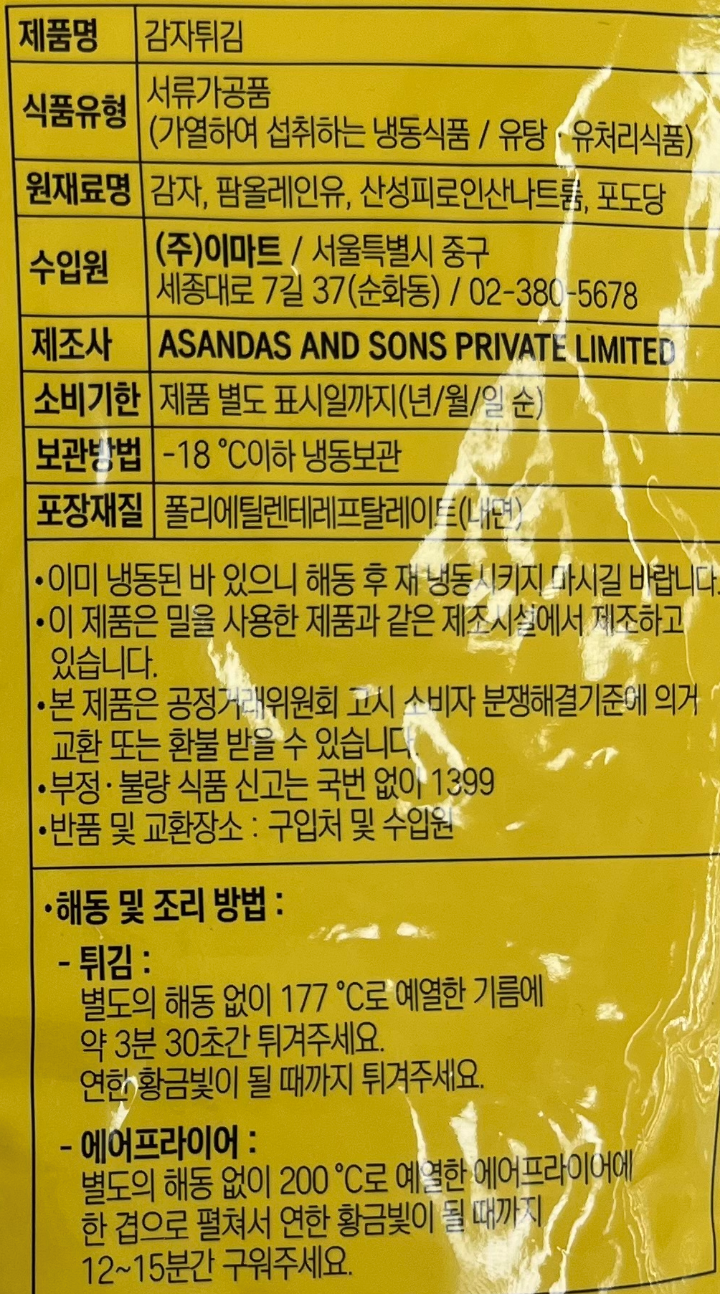 제품명 감자튀김
식품유형 서류가공품
(가열하여 섭취하는 냉동식품 / 유탕·유처리식품)
원재료명 감자, 팜올레인유, 산성피로인산나트륨, 포도당
수입원 (주)이마트 / 서울특별시 중구
세종대로 7길 37(순화동) / 02-380-5678
제조사 ASANDAS AND SONS PRIVATE LIMITED
소비기한 제품 별도 표시일까지(년/월/일 순)
보관방법 -18 °C이하 냉동보관
포장재질 폴리에틸렌테레프탈레이트(내면)
•이미 냉동된 바 있으니 해동 후 재 냉동시키지 마시길 바랍니다.
•이 제품은 밀을 사용한 제품과 같은 제조시설에서 제조하고
있습니다.
•본 제품은 공정거래위원회 고시 소비자 분쟁해결기준에 의거
교환 또는 환불 받을 수 있습니다.
•부정·불량 식품 신고는 국번 없이 1399
•반품 및 교환장소 : 구입처 및 수입원
•해동 및 조리 방법 :
- 튀김 :
별도의 해동 없이 177 °C로 예열한 기름에
약 3분 30초간 튀겨주세요.
연한 황금빛이 될 때까지 튀겨주세요.
- 에어프라이어 :
별도의 해동 없이 200 °C로 예열한 에어프라이어에
한 겹으로 펼쳐서 연한 황금빛이 될 때까지
12~15분간 구워주세요.